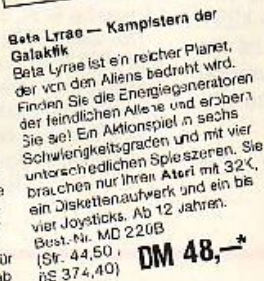 Beta Lyrae — Kampfstern der
Galaktik
Beta Lyrae ist ein reicher Planet,
der von den Aliens bedroht wird.
Finden Sie die Energiegeneratoren
der feindlichen Aliens und erobern
Sie sie! Ein Aktionspiel in sechs
Schwierigkeitsgraden und mit vier
unterschiedlichen Spielszenen. Sie
brauchen nur Ihren Atari mit 32K,
ein Diskettenlaufwerk und ein bis
vier Joysticks. Ab 12 Jahren.
Best.-Nr. MD 220B
(Sfr. 44,50,
öS 374,40) DM 48,—*
ür
ab